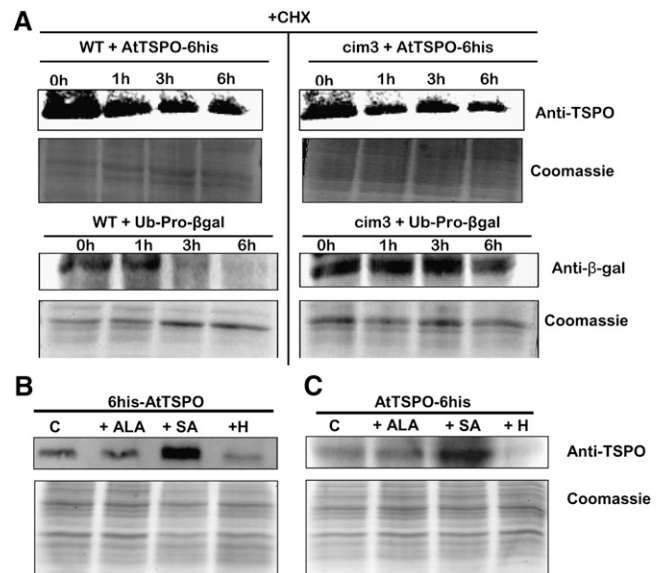 A
+CHX
WT + AtTSPO-6his
cim3 + AtTSPO-6his
0h 1h 3h 6h
0h 1h 3h 6h
Anti-TSPO
Coomassie
WT + Ub-Pro-βgal
cim3 + Ub-Pro-βgal
0h 1h 3h 6h
0h 1h 3h 6h
Anti-β-gal
Coomassie
B
6his-AtTSPO
C + ALA + SA +H
C
AtTSPO-6his
C + ALA + SA + H
Anti-TSPO
Coomassie